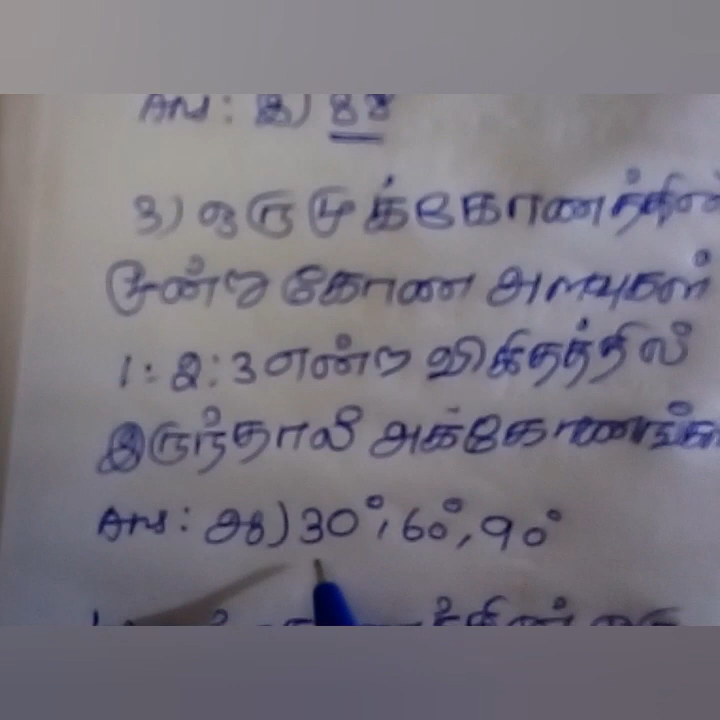 Ans: இ) 88
3) ஒரு முக்கோணத்தின்
மூன்று கோண அளவுகள்
1:2:3 என்ற விகிதத்தில்
இருந்தால் அக்கோணங்கள்
Ans: ஆ) 30°, 60°, 90°